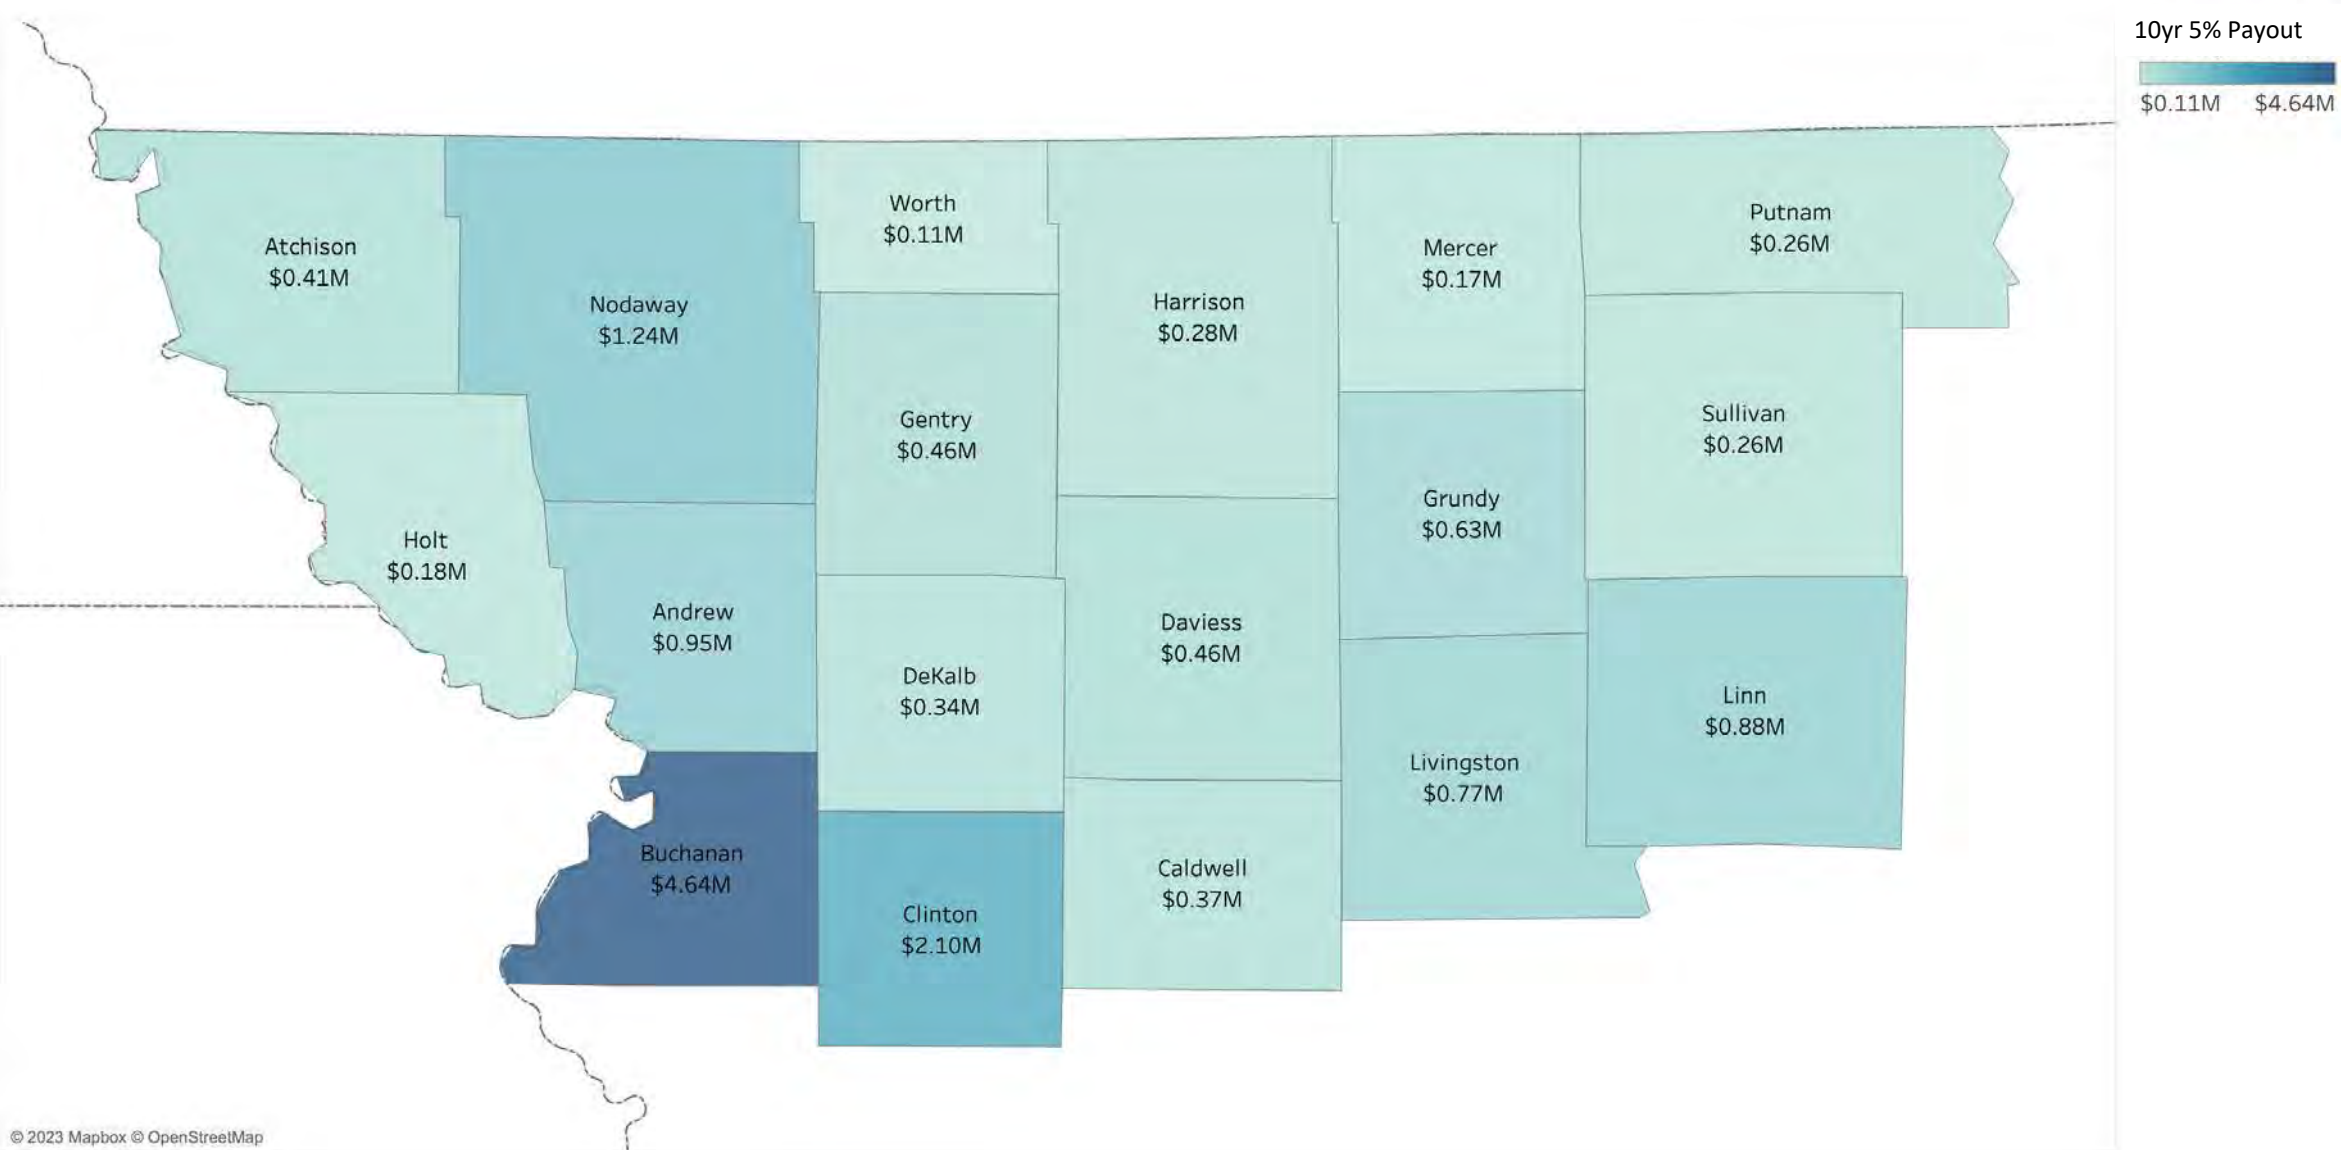 10yr 5% Payout
$0.11M $4.64M
Worth
$0.11M
Putnam
$0.26M
Atchison
$0.41M
Mercer
$0.17M
Nodaway
$1.24M
Harrison
$0.28M
Gentry
$0.46M
Sullivan
$0.26M
Grundy
$0.63M
Holt
$0.18M
Andrew
$0.95M
Daviess
$0.46M
DeKalb
$0.34M
Linn
$0.88M
Livingston
$0.77M
Buchanan
$4.64M
Caldwell
$0.37M
Clinton
$2.10M
© 2023 Mapbox © OpenStreetMap